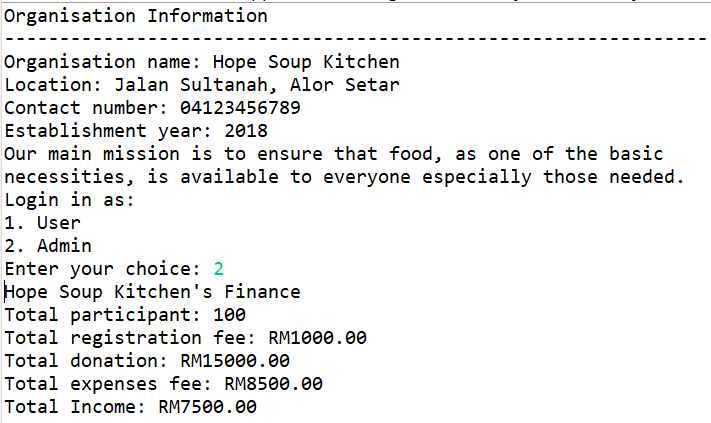 Organisation Information
----------------------------------------------------------------
Organisation name: Hope Soup Kitchen
Location: Jalan Sultanah, Alor Setar
Contact number: 04123456789
Establishment year: 2018
Our main mission is to ensure that food, as one of the basic
necessities, is available to everyone especially those needed.
Login in as:
1. User
2. Admin
Enter your choice: 2
Hope Soup Kitchen's Finance
Total participant: 100
Total registration fee: RM1000.00
Total donation: RM15000.00
Total expenses fee: RM8500.00
Total Income: RM7500.00